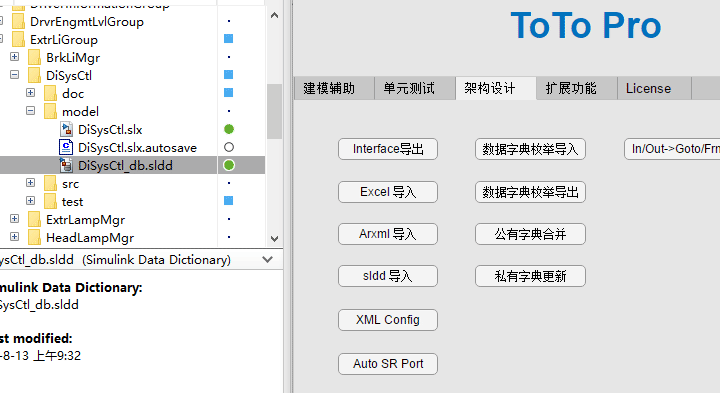 DrvrEngmtLvlGroup
ExtrLiGroup
BrkLiMgr
DiSysCtl
doc
model
DiSysCtl.slx
DiSysCtl.slx.autosave
DiSysCtl_db.sldd
src
test
ExtrLampMgr
HeadLampMgr
ysCtl_db.sldd (Simulink Data Dictionary)
mulink Data Dictionary:
SysCtl_db.sldd
st modified:
-8-13 上午9:32
ToTo Pro
建模辅助 单元测试 架构设计 扩展功能 License
Interface导出 数据字典枚举导入 In/Out->Goto/Frn
Excel 导入 数据字典枚举导出
Arxml 导入 公有字典合并
sldd 导入 私有字典更新
XML Config
Auto SR Port